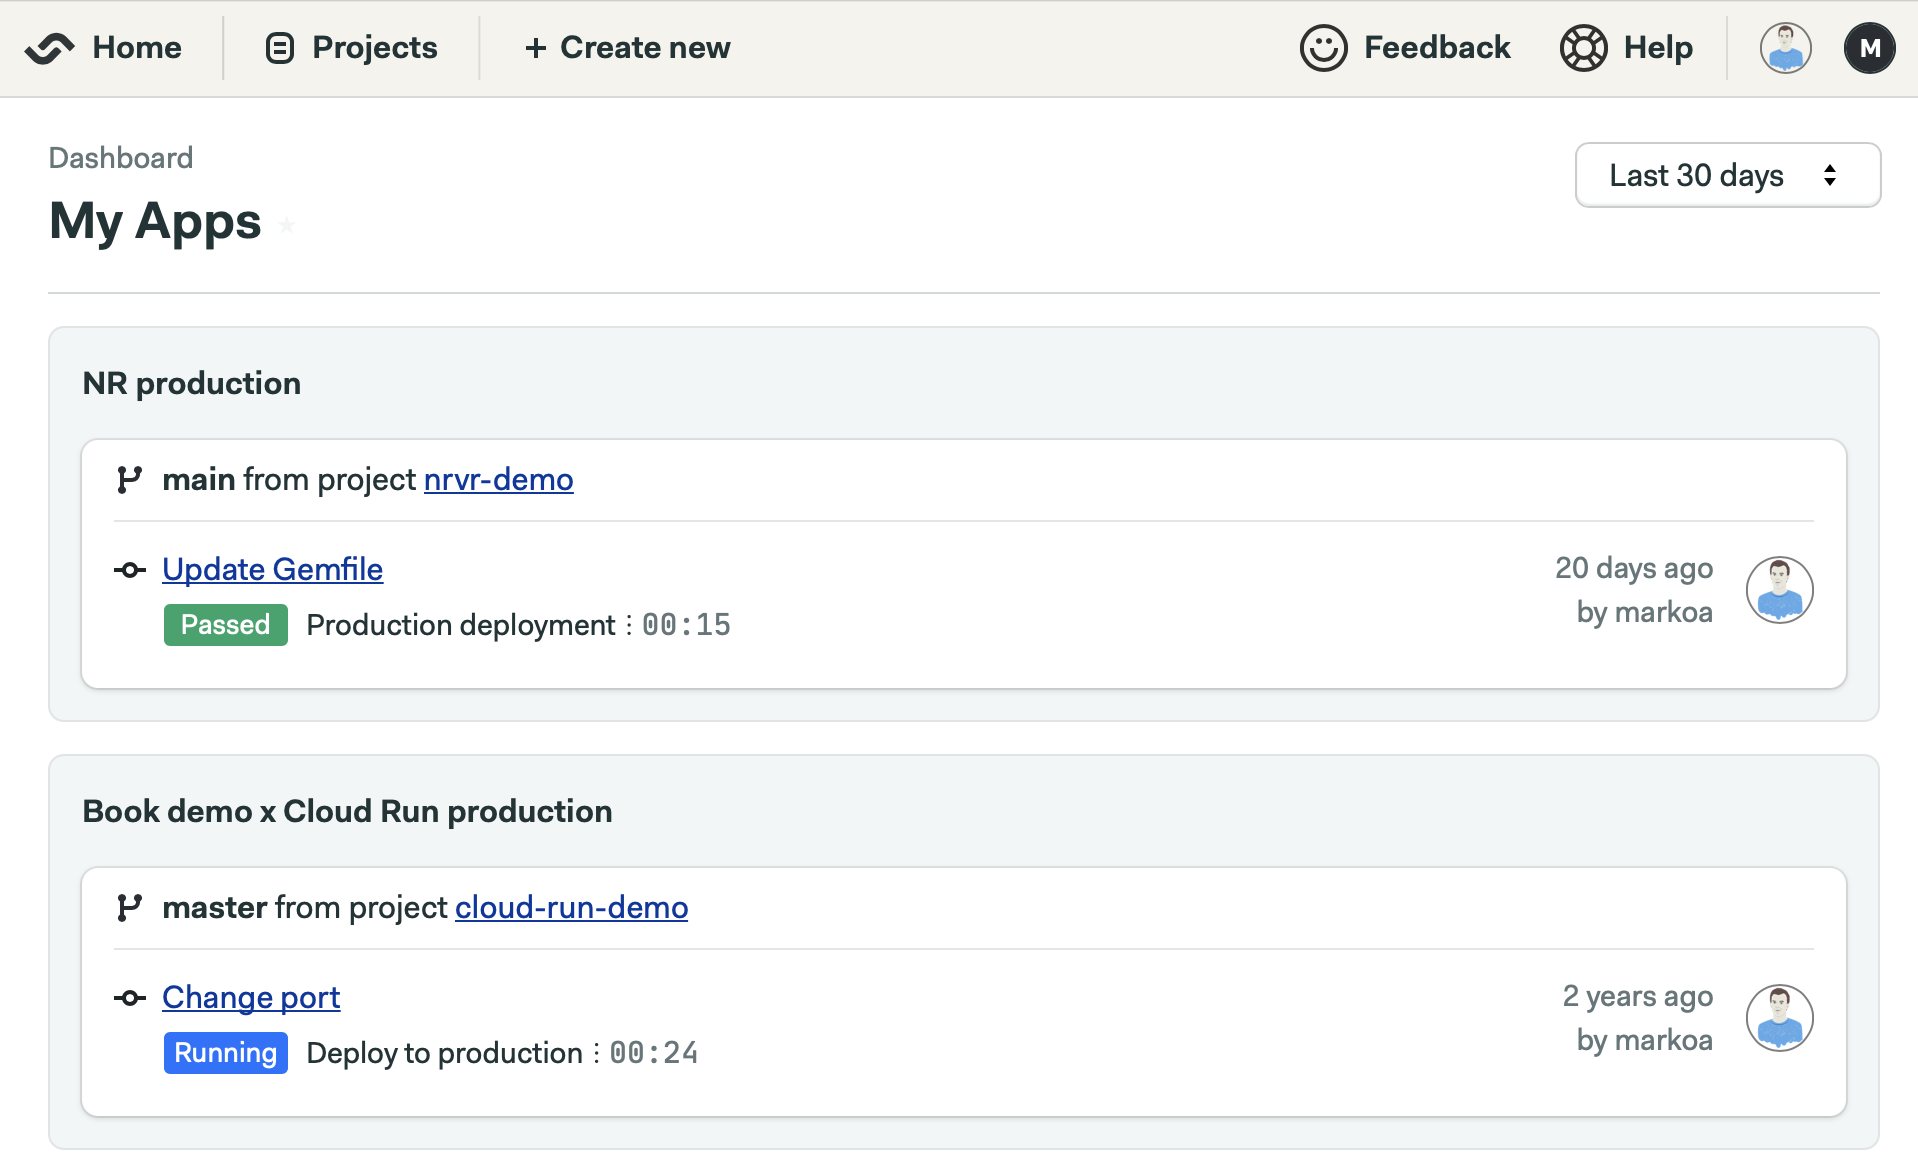 Home
Projects
+ Create new
Feedback
Help
M
Dashboard
My Apps
Last 30 days
NR production
main from project nrvr-demo
Update Gemfile
20 days ago
by markoa
Passed Production deployment ⋮ 00:15
Book demo x Cloud Run production
master from project cloud-run-demo
Change port
2 years ago
by markoa
Running Deploy to production ⋮ 00:24